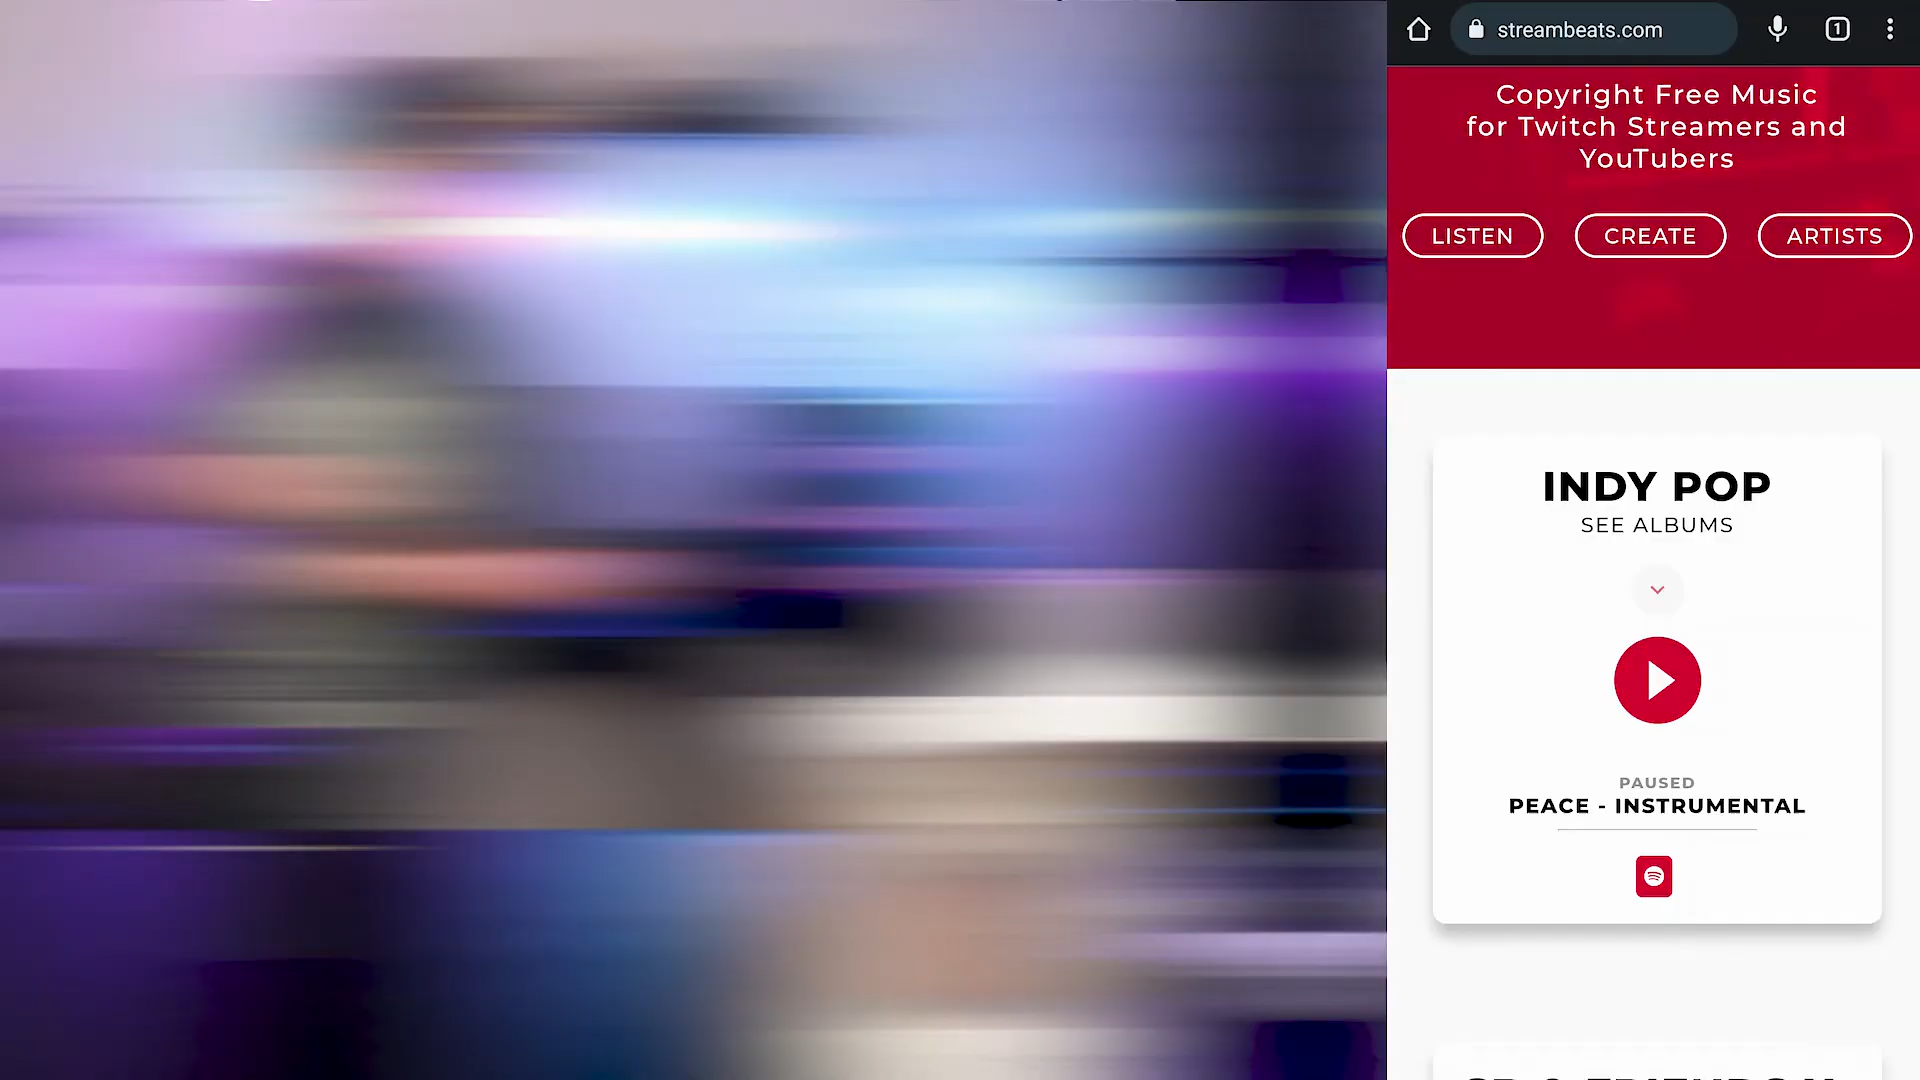 streambeats.com
1
Copyright Free Music
for Twitch Streamers and
YouTubers
LISTEN
CREATE
ARTISTS
INDY POP
SEE ALBUMS
PAUSED
PEACE - INSTRUMENTAL